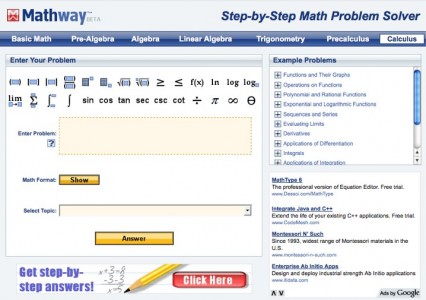 Mathway™
BETA
Step-by-Step Math Problem Solver
Basic Math Pre-Algebra Algebra Linear Algebra Trigonometry Precalculus Calculus
Enter Your Problem
≥ ≤ f(x) ln log log
lim Σ ∫ ∫ sin cos tan sec csc cot ÷ π ∞ Θ
Enter Problem:
?
Math Format: Show
Select Topic:
Answer
Get step-by-step answers! Click Here
Example Problems
Functions and Their Graphs
Operations on Functions
Polynomial and Rational Functions
Exponential and Logarithmic Functions
Sequences and Series
Evaluating Limits
Derivatives
Applications of Differentiation
Integrals
Applications of Integration
MathType 6
The professional version of Equation Editor. Free trial.
www.Dessci.com/MathType
Integrate Java and C++
Extend the life of your existing C++ applications. Free trial.
www.CodeMesh.com
Montessori N' Such
Since 1993, widest range of Montessori materials in the U.S.
www.montessori-n-such.com
Enterprise Ab Initio Apps
Design and deploy industrial strength Ab Initio applications
www.itdata.com
Ads by Google